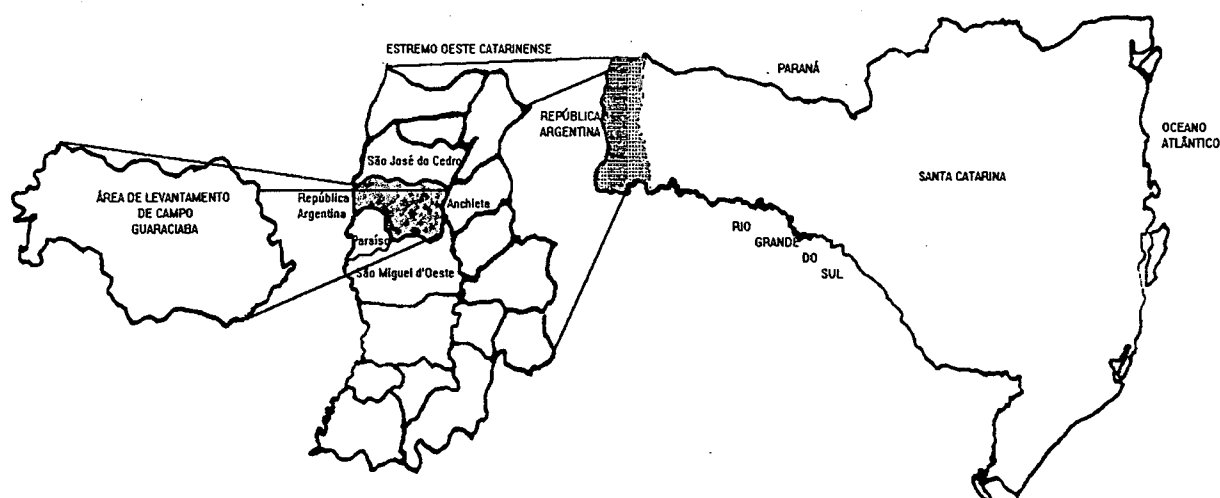 ESTREMO OESTE CATARINENSE
PARANÁ
REPÚBLICA
ARGENTINA
OCEANO
ATLÂNTICO
São José do Cedro
SANTA CATARINA
ÁREA DE LEVANTAMENTO
DE CAMPO
GUARACIABA
República
Argentina
Anchieta
Paraíso
São Miguel d'Oeste
RIO
GRANDE
DO
SUL